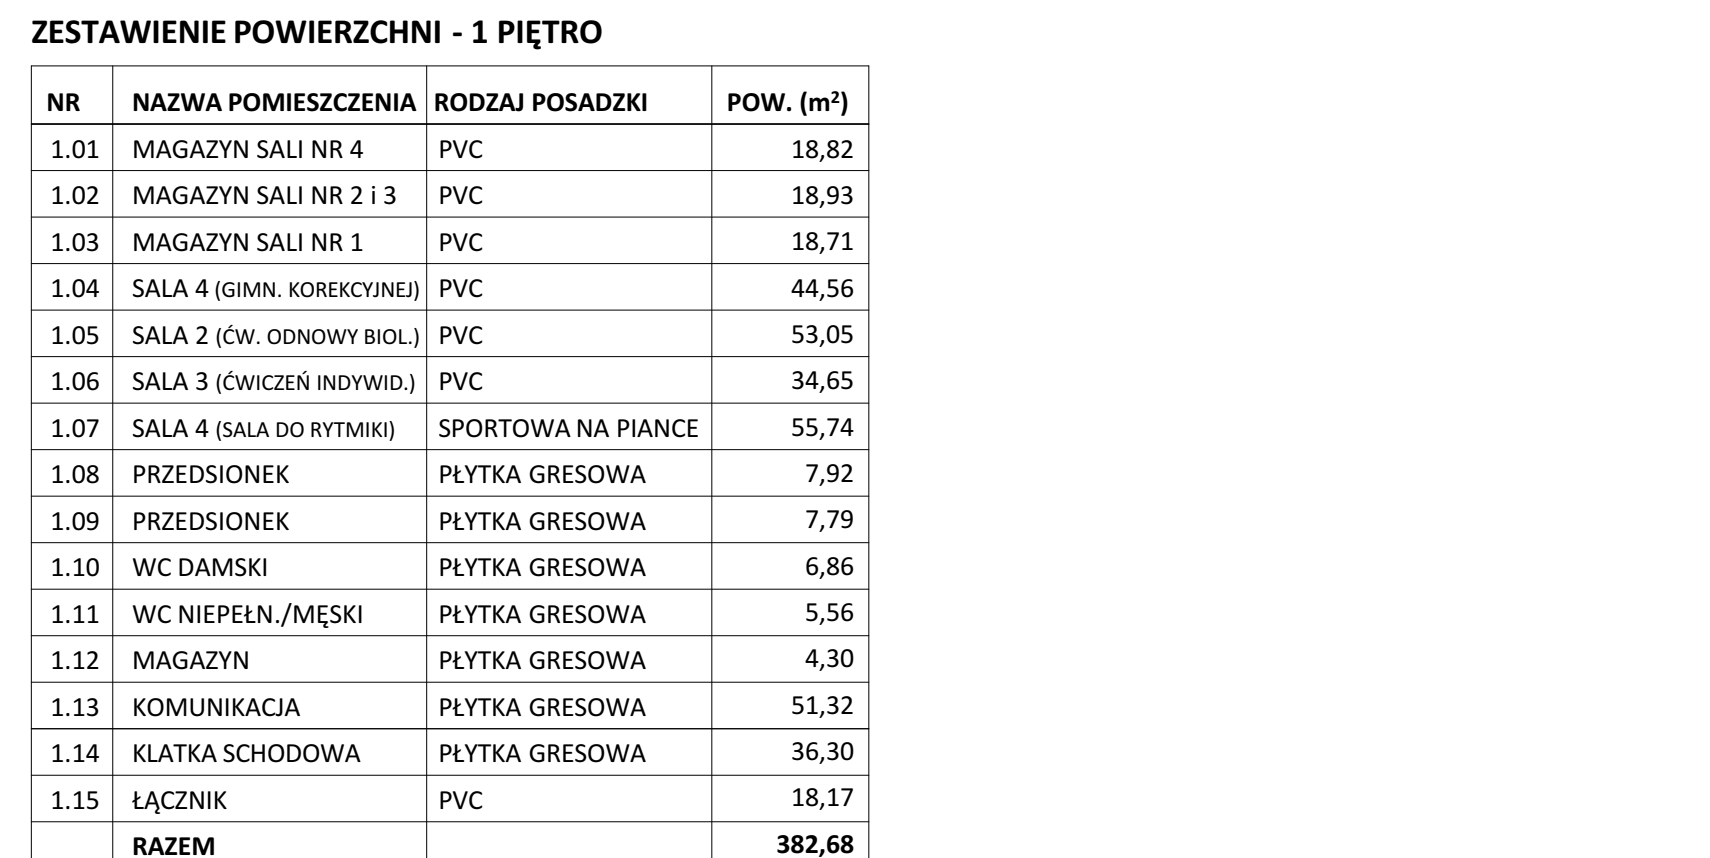 ZESTAWIENIE POWIERZCHNI - 1 PIĘTRO
NR NAZWA POMIESZCZENIA RODZAJ POSADZKI POW. (m²)
1.01 MAGAZYN SALI NR 4 PVC 18,82
1.02 MAGAZYN SALI NR 2 i 3 PVC 18,93
1.03 MAGAZYN SALI NR 1 PVC 18,71
1.04 SALA 4 (GIMN. KOREKCYJNEJ) PVC 44,56
1.05 SALA 2 (ĆW. ODNOWY BIOL.) PVC 53,05
1.06 SALA 3 (ĆWICZEŃ INDYWID.) PVC 34,65
1.07 SALA 4 (SALA DO RYTMIKI) SPORTOWA NA PIANCE 55,74
1.08 PRZEDSIONEK PŁYTKA GRESOWA 7,92
1.09 PRZEDSIONEK PŁYTKA GRESOWA 7,79
1.10 WC DAMSKI PŁYTKA GRESOWA 6,86
1.11 WC NIEPEŁN./MĘSKI PŁYTKA GRESOWA 5,56
1.12 MAGAZYN PŁYTKA GRESOWA 4,30
1.13 KOMUNIKACJA PŁYTKA GRESOWA 51,32
1.14 KLATKA SCHODOWA PŁYTKA GRESOWA 36,30
1.15 ŁĄCZNIK PVC 18,17
RAZEM 382,68